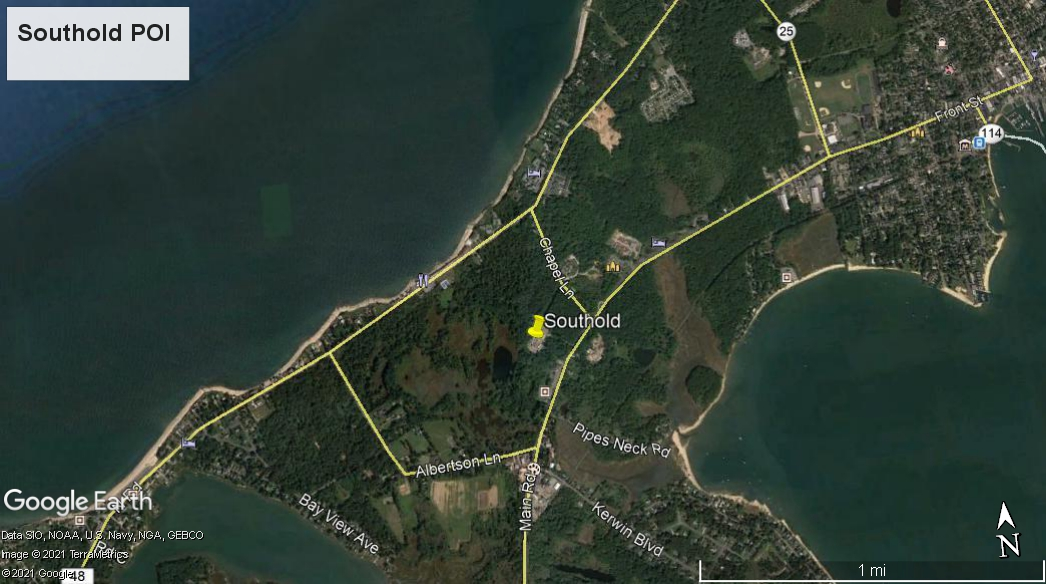 Southold POI
25
Front St
114
Chapel Ln
Southold
Pipes Neck Rd
Albertson Ln
Main Rd
Kerwin Blvd
Bay View Ave
Google Earth
Data SIO, NOAA, U.S. Navy, NGA, GEBCO
Image © 2021 TerraMetrics
© 2021 Google
48
1 mi
N